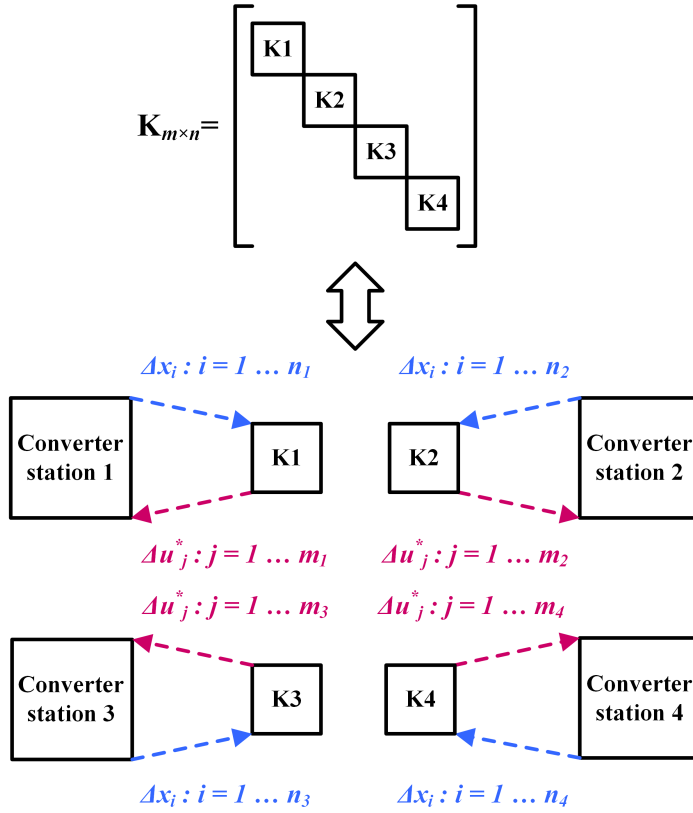 K1
K2
K3
K4
K_{m×n}=
Δx_i : i = 1 … n_1
Δx_i : i = 1 … n_2
Converter
station 1
K1
K2
Converter
station 2
Δu^*_j : j = 1 … m_1
Δu^*_j : j = 1 … m_2
Δu^*_j : j = 1 … m_3
Δu^*_j : j = 1 … m_4
Converter
station 3
K3
K4
Converter
station 4
Δx_i : i = 1 … n_3
Δx_i : i = 1 … n_4